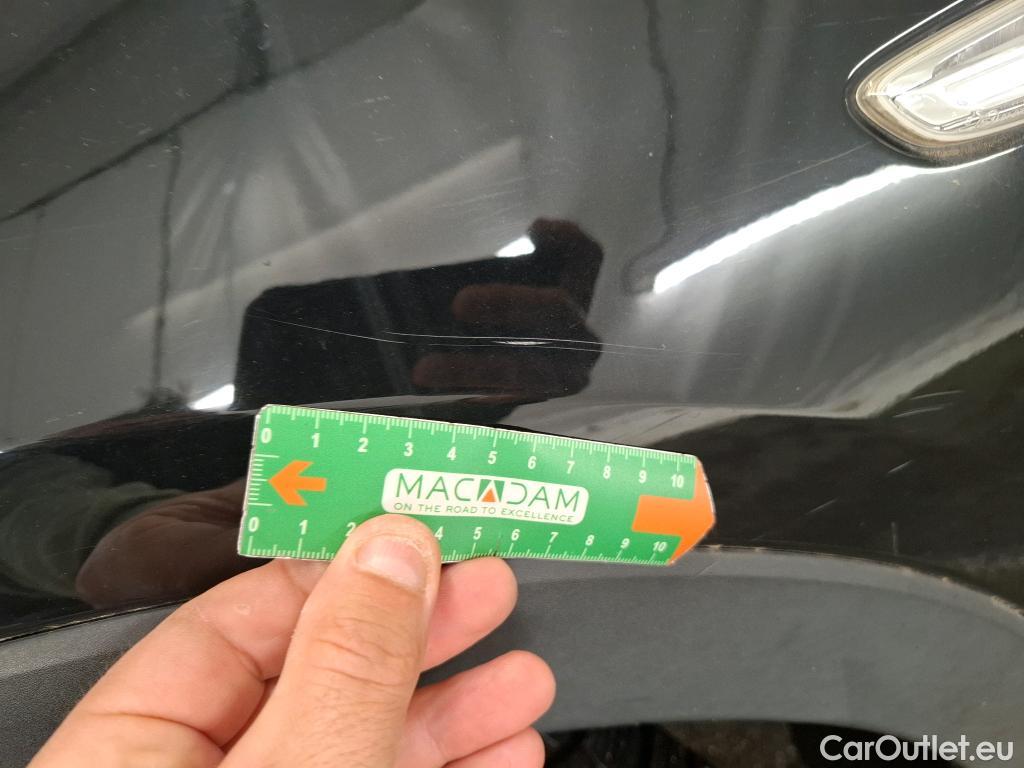 0 1 2 3 4 5 6 7 8 9 10
MACADAM
ON THE ROAD TO EXCELLENCE
0 1 2 4 5 6 7 8 9 10
CarOutlet.eu